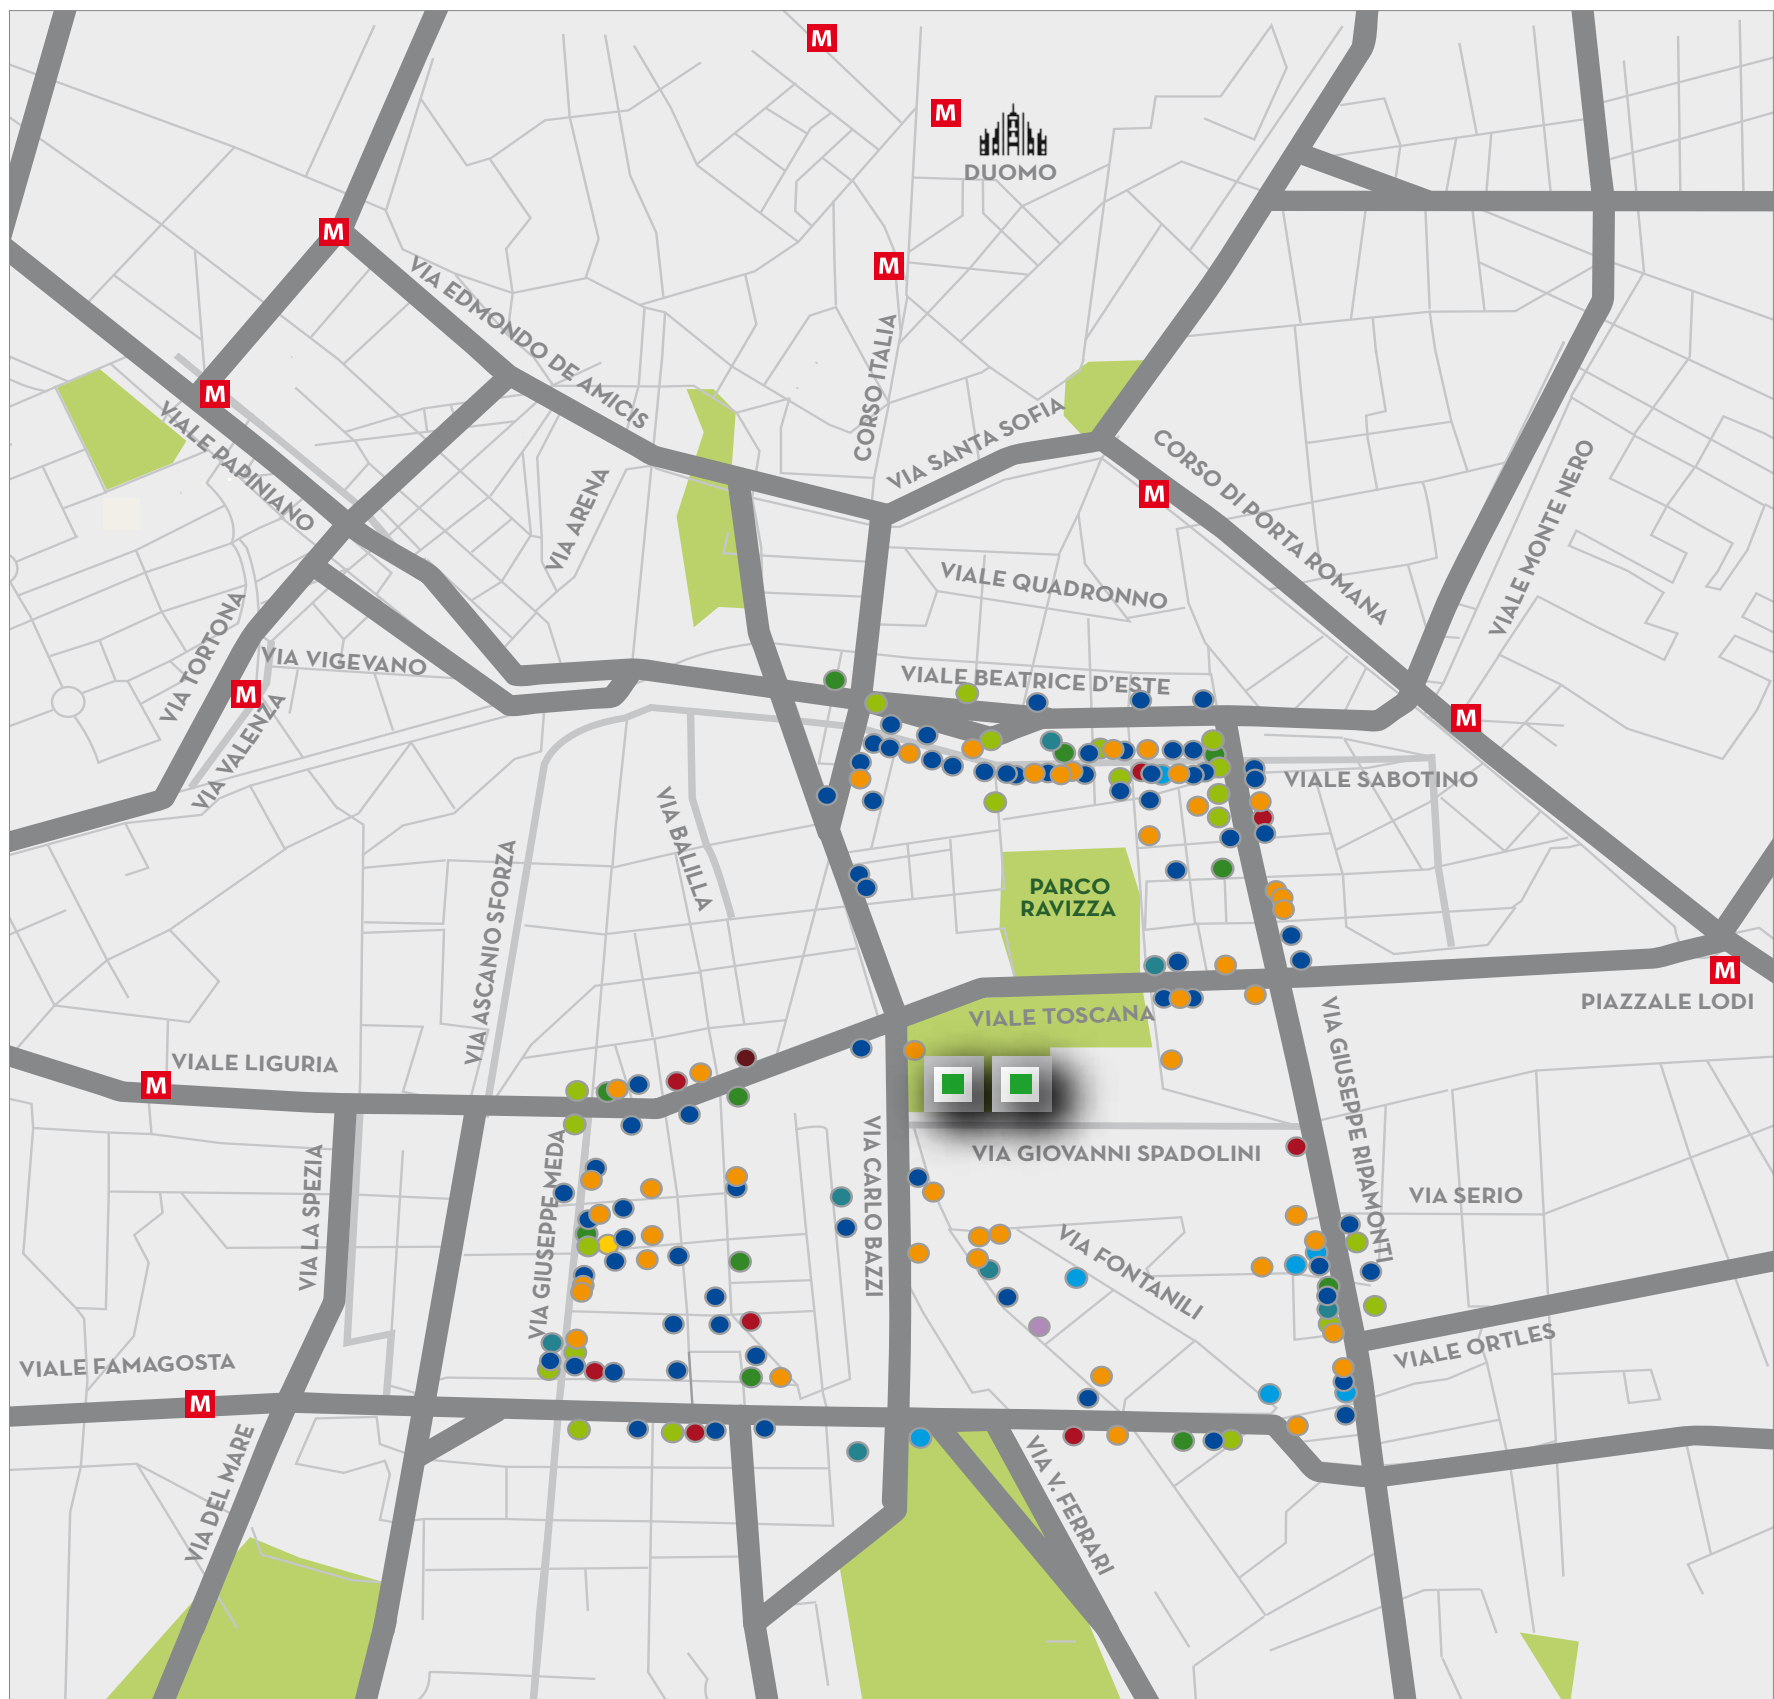 M
M
DUOMO
M
M
VIA EDMONDO DE AMICIS
CORSO ITALIA
M
VIALE PAPINIANO
VIA SANTA SOFIA
CORSO DI PORTA ROMANA
M
VIALE MONTE NERO
VIA ARENA
VIALE QUADRONNO
VIA TORTONA
VIA VIGEVANO
M
VIALE BEATRICE D'ESTE
M
VIA VALENZA
VIALE SABOTINO
VIA BALILLA
VIA ASCANIO SFORZA
PARCO
RAVIZZA
M
PIAZZALE LODI
VIALE TOSCANA
VIA GIUSEPPE RIPAMONTI
VIALE LIGURIA
M
VIA GIUSEPPE MEDA
VIA CARLO BAZZI
VIA GIOVANNI SPADOLINI
VIA LA SPEZIA
VIA SERIO
VIA FONTANILI
VIALE ORTLES
VIALE FAMAGOSTA
M
VIA DEL MARE
VIA V. FERRARI